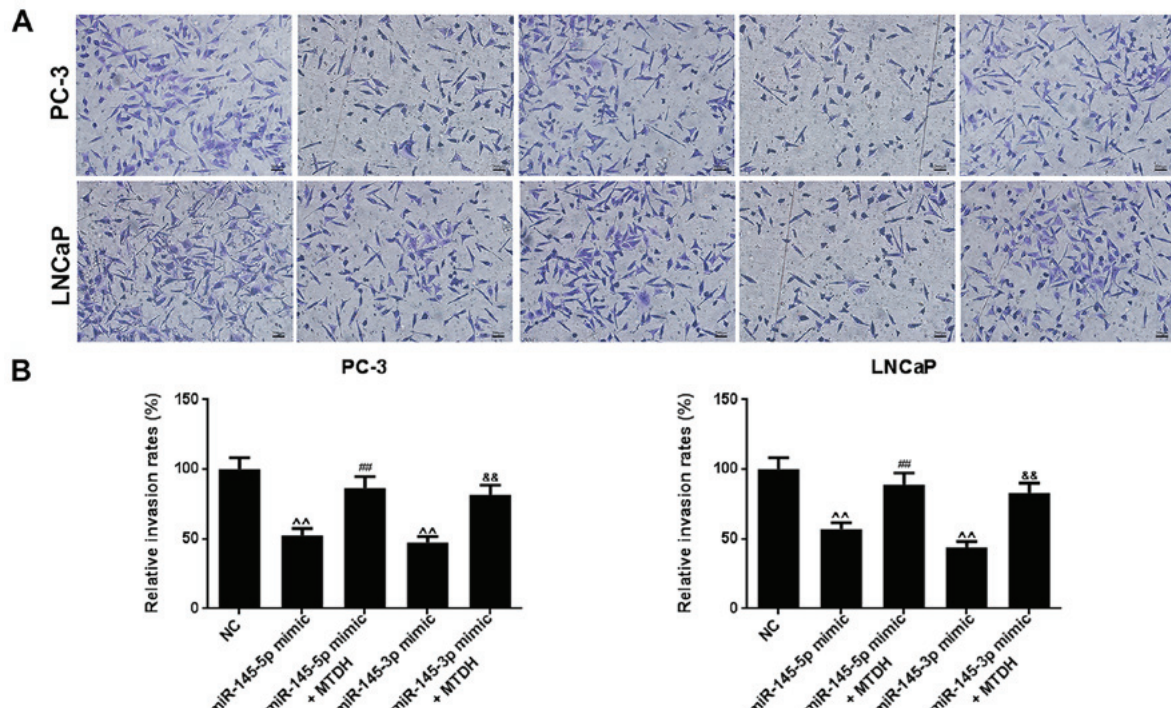 A
PC-3
LNCaP
B
PC-3
Relative invasion rates (%)
150
100
50
0
^^
##
^^
&&
NC
miR-145-5p mimic
miR-145-5p mimic
+ MTDH
miR-145-3p mimic
miR-145-3p mimic
+ MTDH
LNCaP
Relative invasion rates (%)
150
100
50
0
^^
##
^^
&&
NC
miR-145-5p mimic
miR-145-5p mimic
+ MTDH
miR-145-3p mimic
miR-145-3p mimic
+ MTDH